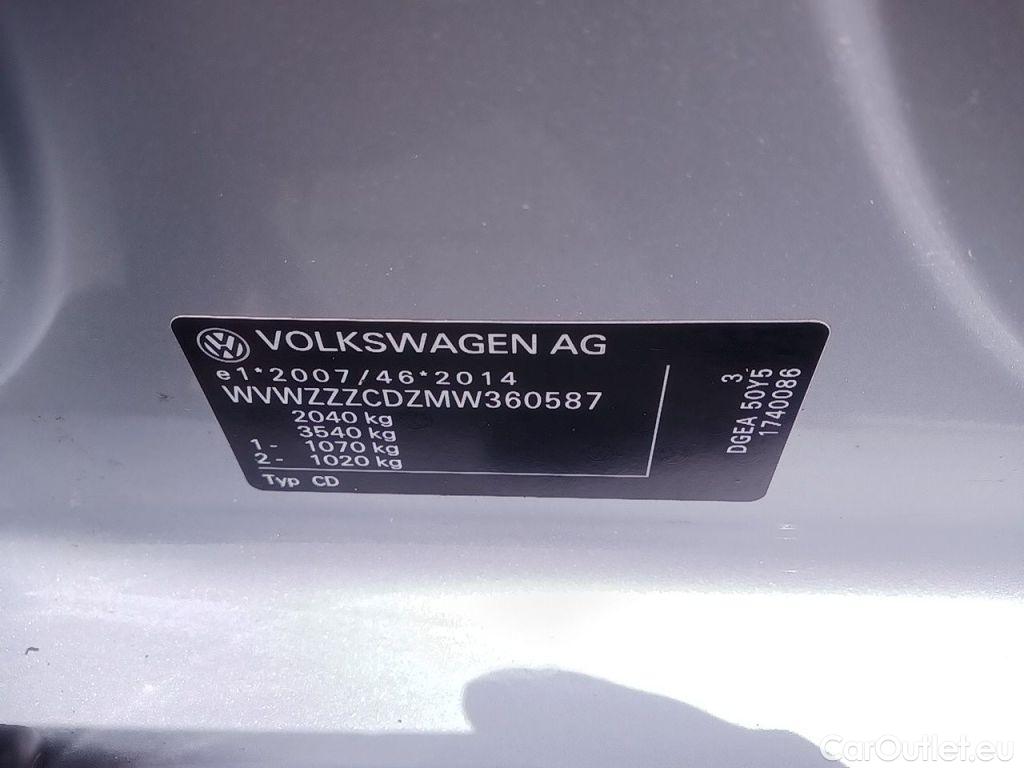 VOLKSWAGEN AG
e1*2007/46*2014
WVWZZZCDZMW360587
2040 kg
3540 kg
1- 1070 kg
2- 1020 kg
Typ CD
3
DGEA 50Y5
1740086
CarOutlet.eu